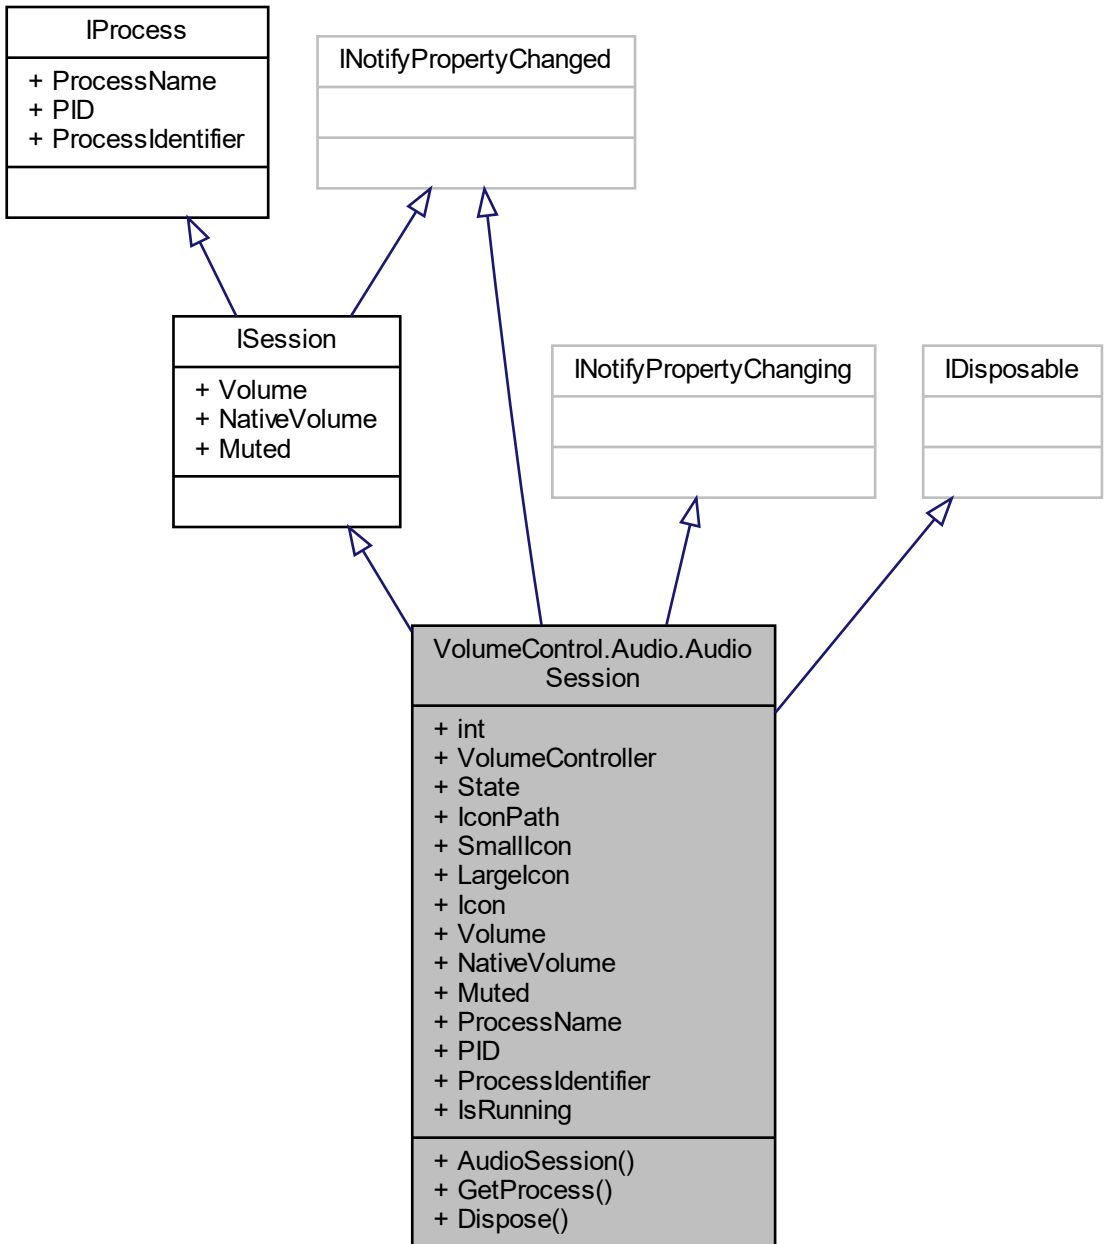 IProcess
+ ProcessName
+ PID
+ ProcessIdentifier
INotifyPropertyChanged
ISession
+ Volume
+ NativeVolume
+ Muted
INotifyPropertyChanging
IDisposable
VolumeControl.Audio.Audio
Session
+ int
+ VolumeController
+ State
+ IconPath
+ SmallIcon
+ LargeIcon
+ Icon
+ Volume
+ NativeVolume
+ Muted
+ ProcessName
+ PID
+ ProcessIdentifier
+ IsRunning
+ AudioSession()
+ GetProcess()
+ Dispose()